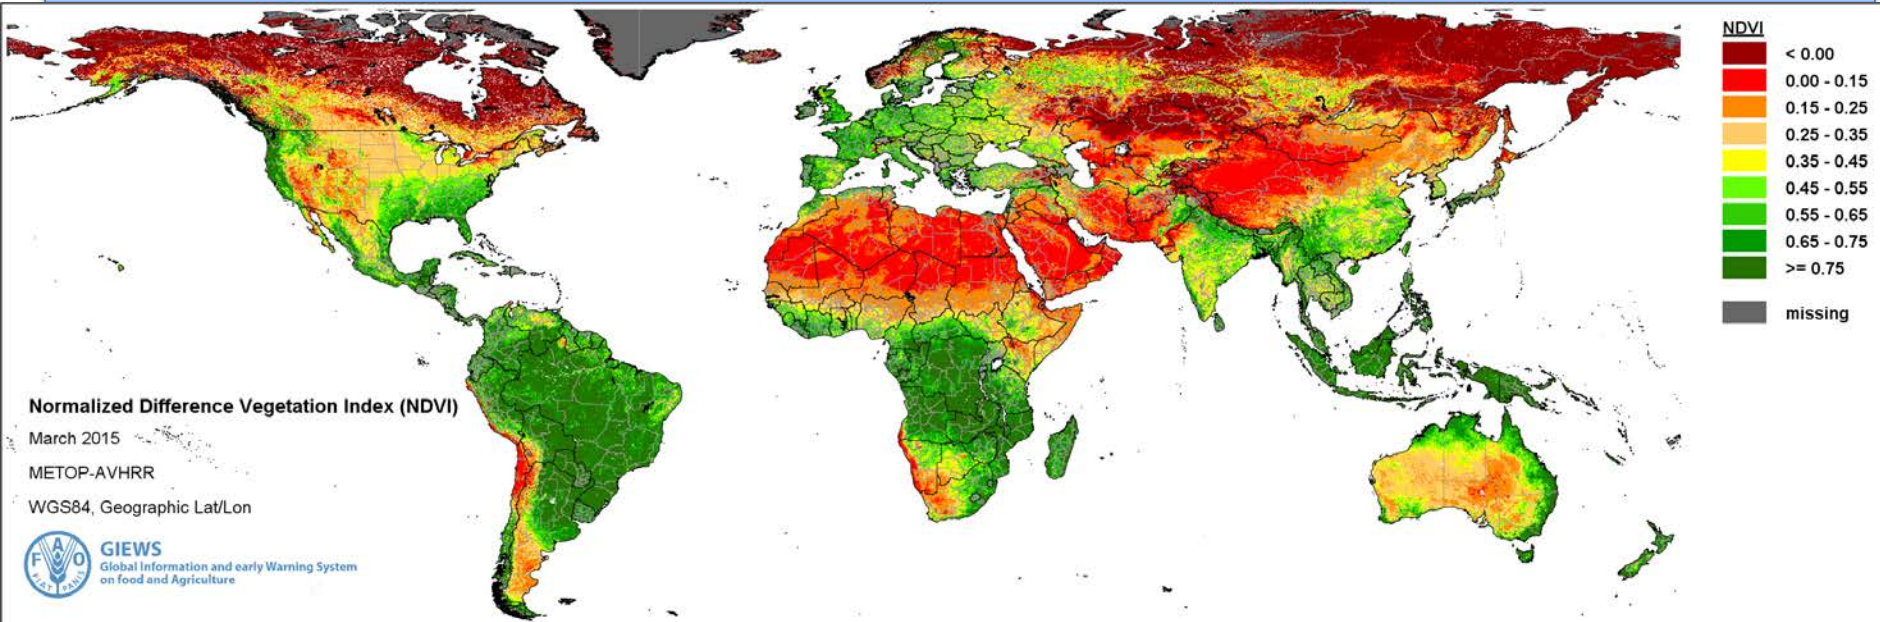 NDVI
< 0.00
0.00 - 0.15
0.15 - 0.25
0.25 - 0.35
0.35 - 0.45
0.45 - 0.55
0.55 - 0.65
0.65 - 0.75
>= 0.75
missing
Normalized Difference Vegetation Index (NDVI)
March 2015
METOP-AVHRR
WGS84, Geographic Lat/Lon
F A O
FIAT PANIS
GIEWS
Global Information and early Warning System
on food and Agriculture